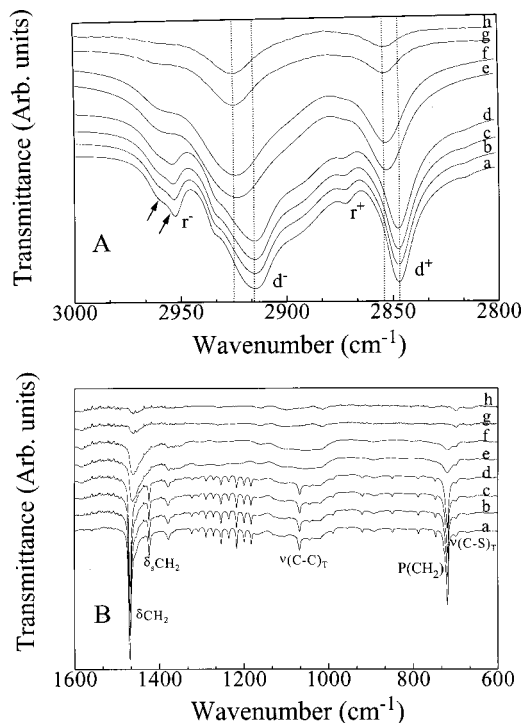 Transmittance (Arb. units)
h
g
f
e
d
c
b
a
r⁻
r⁺
A
d⁻
d⁺
3000 2950 2900 2850 2800
Wavenumber (cm⁻¹)
Transmittance (Arb. units)
h
g
f
e
d
c
b
a
ν(C-S)T
δsCH2
ν(C-C)T
P(CH2)
B
δCH2
1600 1400 1200 1000 800 600
Wavenumber (cm⁻¹)